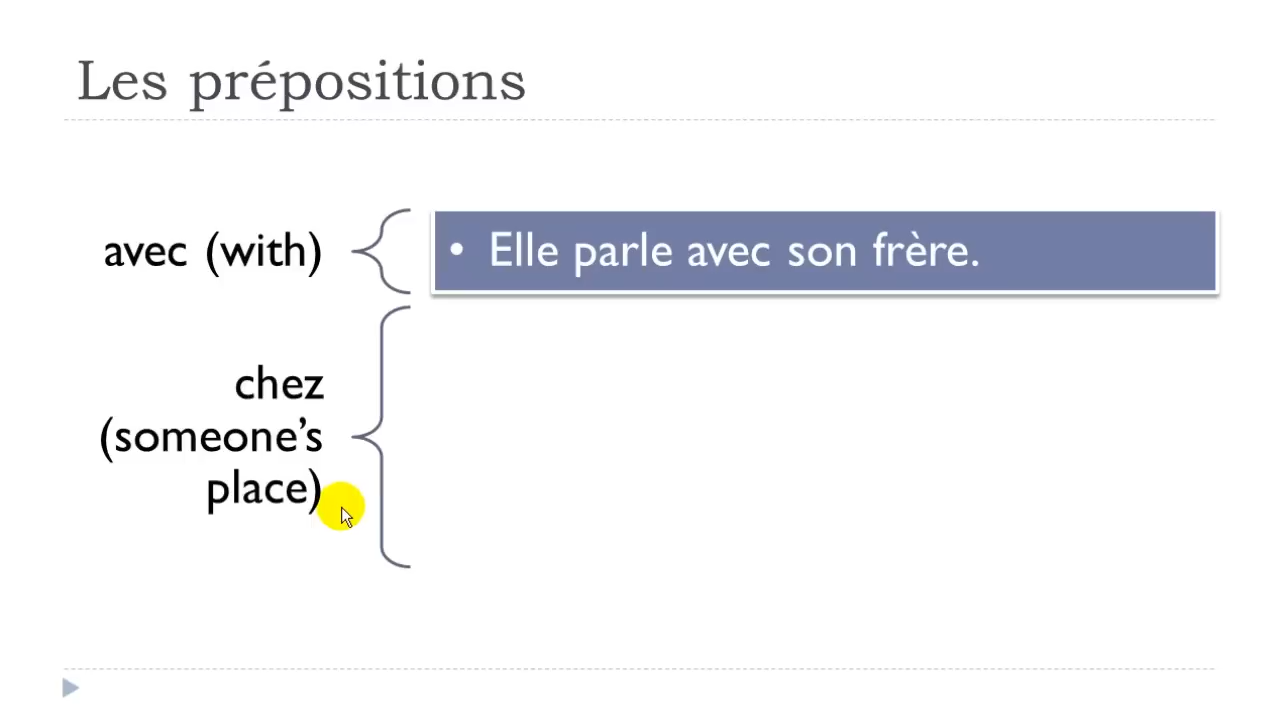 Les prépositions
avec (with)
• Elle parle avec son frère.
chez
(someone’s
place)